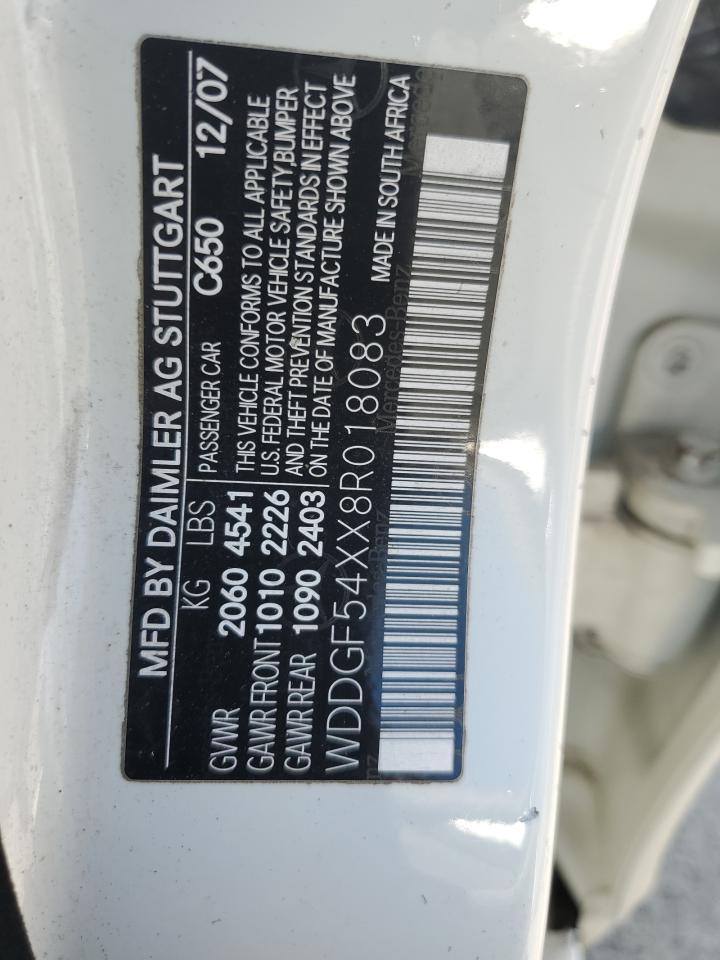 MFD BY DAIMLER AG STUTTGART
KG LBS PASSENGER CAR C650 12/07
GVWR 2060 4541 THIS VEHICLE CONFORMS TO ALL APPLICABLE
GAWR FRONT 1010 2226 U.S. FEDERAL MOTOR VEHICLE SAFETY, BUMPER
GAWR REAR 1090 2403 AND THEFT PREVENTION STANDARDS IN EFFECT
ON THE DATE OF MANUFACTURE SHOWN ABOVE
WDDGF54XX8R018083 MADE IN SOUTH AFRICA
Mercedes-Benz